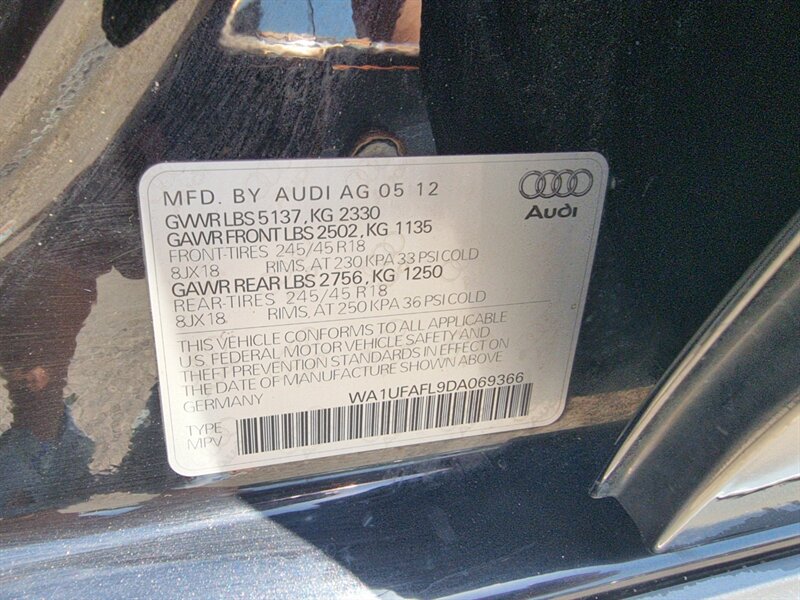 MFD. BY AUDI AG 05 12
Audi
GVWR LBS 5137, KG 2330
GAWR FRONT LBS 2502, KG 1135
FRONT-TIRES 245/45 R18
8JX18 RIMS, AT 230 KPA 33 PSI COLD
GAWR REAR LBS 2756, KG 1250
REAR-TIRES 245/45 R 18
8JX18 RIMS, AT 250 KPA 36 PSI COLD
THIS VEHICLE CONFORMS TO ALL APPLICABLE
U.S. FEDERAL MOTOR VEHICLE SAFETY AND
THEFT PREVENTION STANDARDS IN EFFECT ON
THE DATE OF MANUFACTURE SHOWN ABOVE
GERMANY WA1UFAFL9DA069366
TYPE
MPV